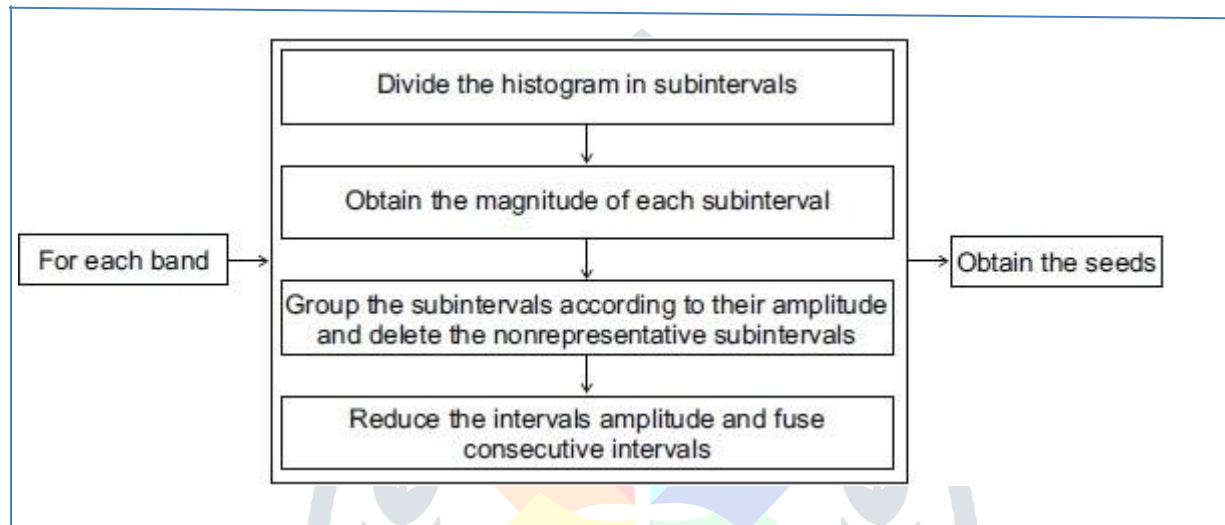 Divide the histogram in subintervals
Obtain the magnitude of each subinterval
For each band
Group the subintervals according to their amplitude
and delete the nonrepresentative subintervals
Obtain the seeds
Reduce the intervals amplitude and fuse
consecutive intervals